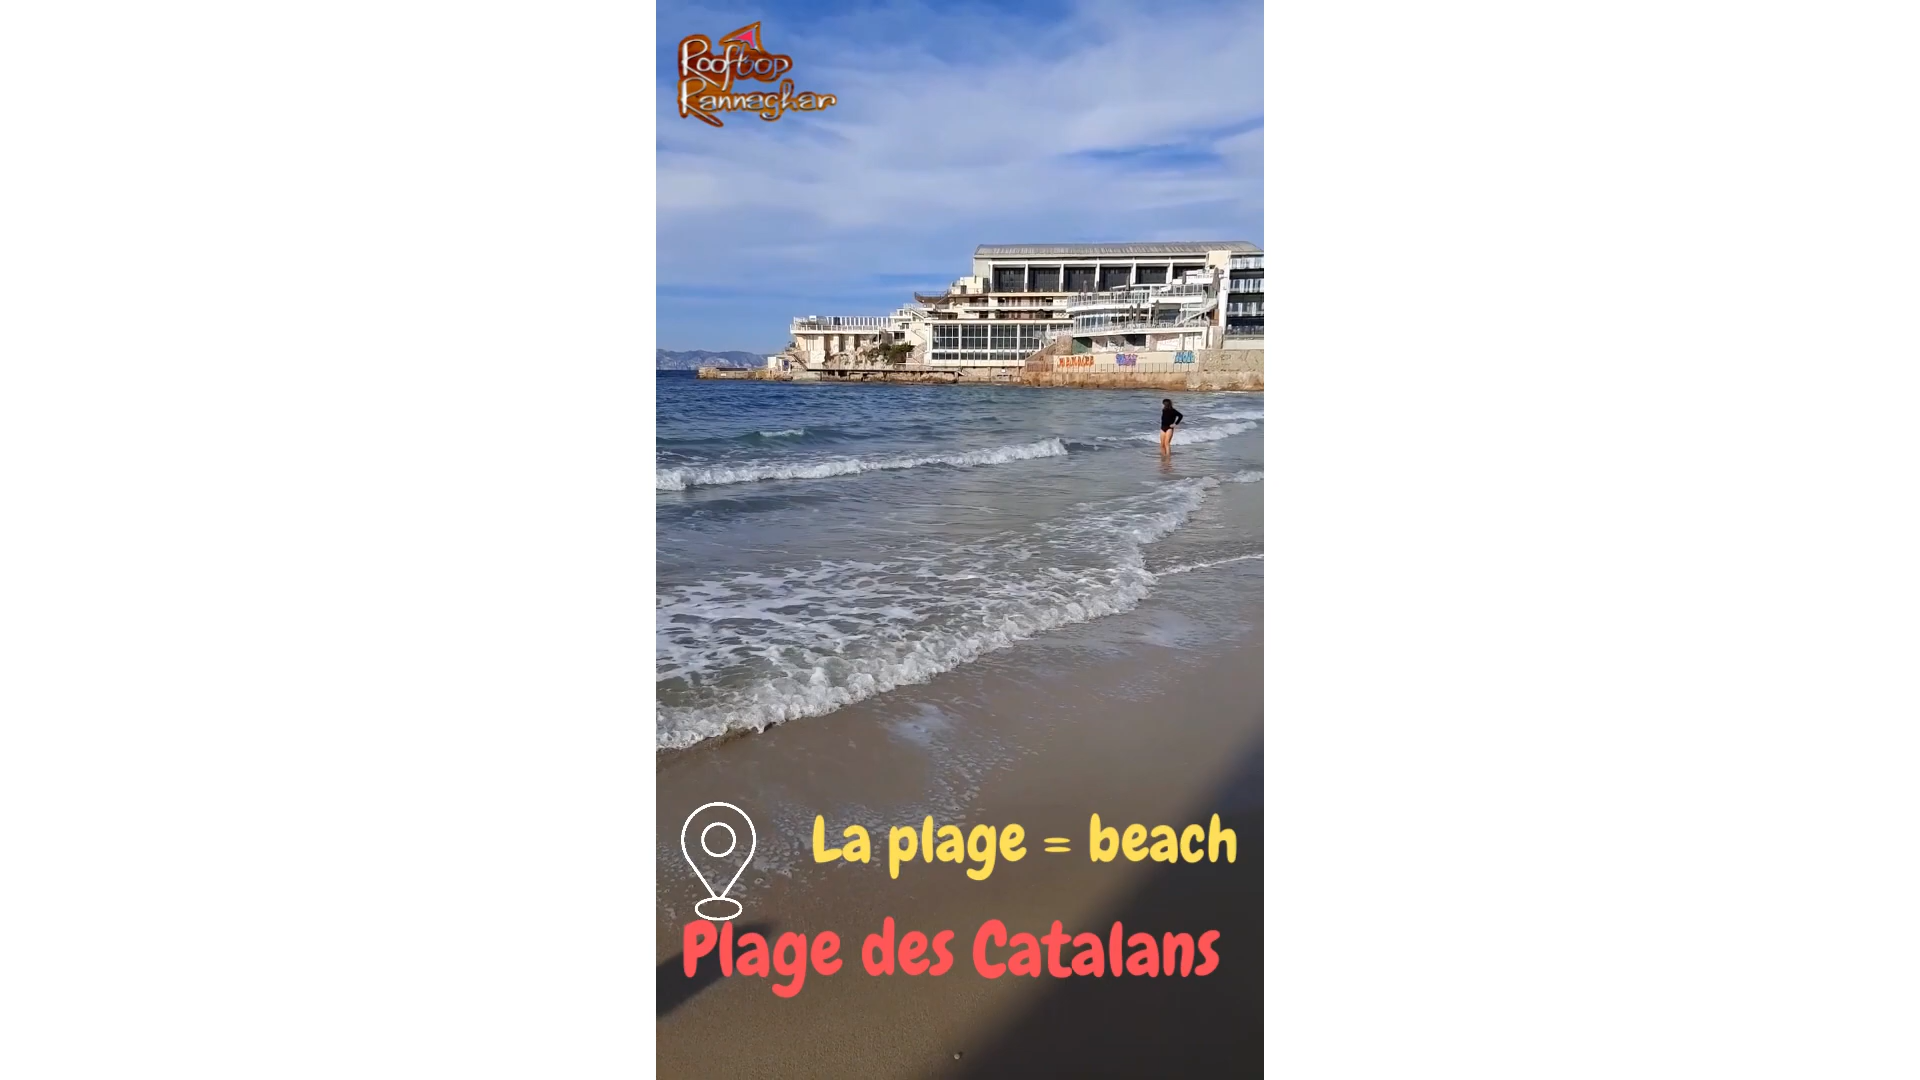 Rooftop
Rannaghar
La plage = beach
Plage des Catalans